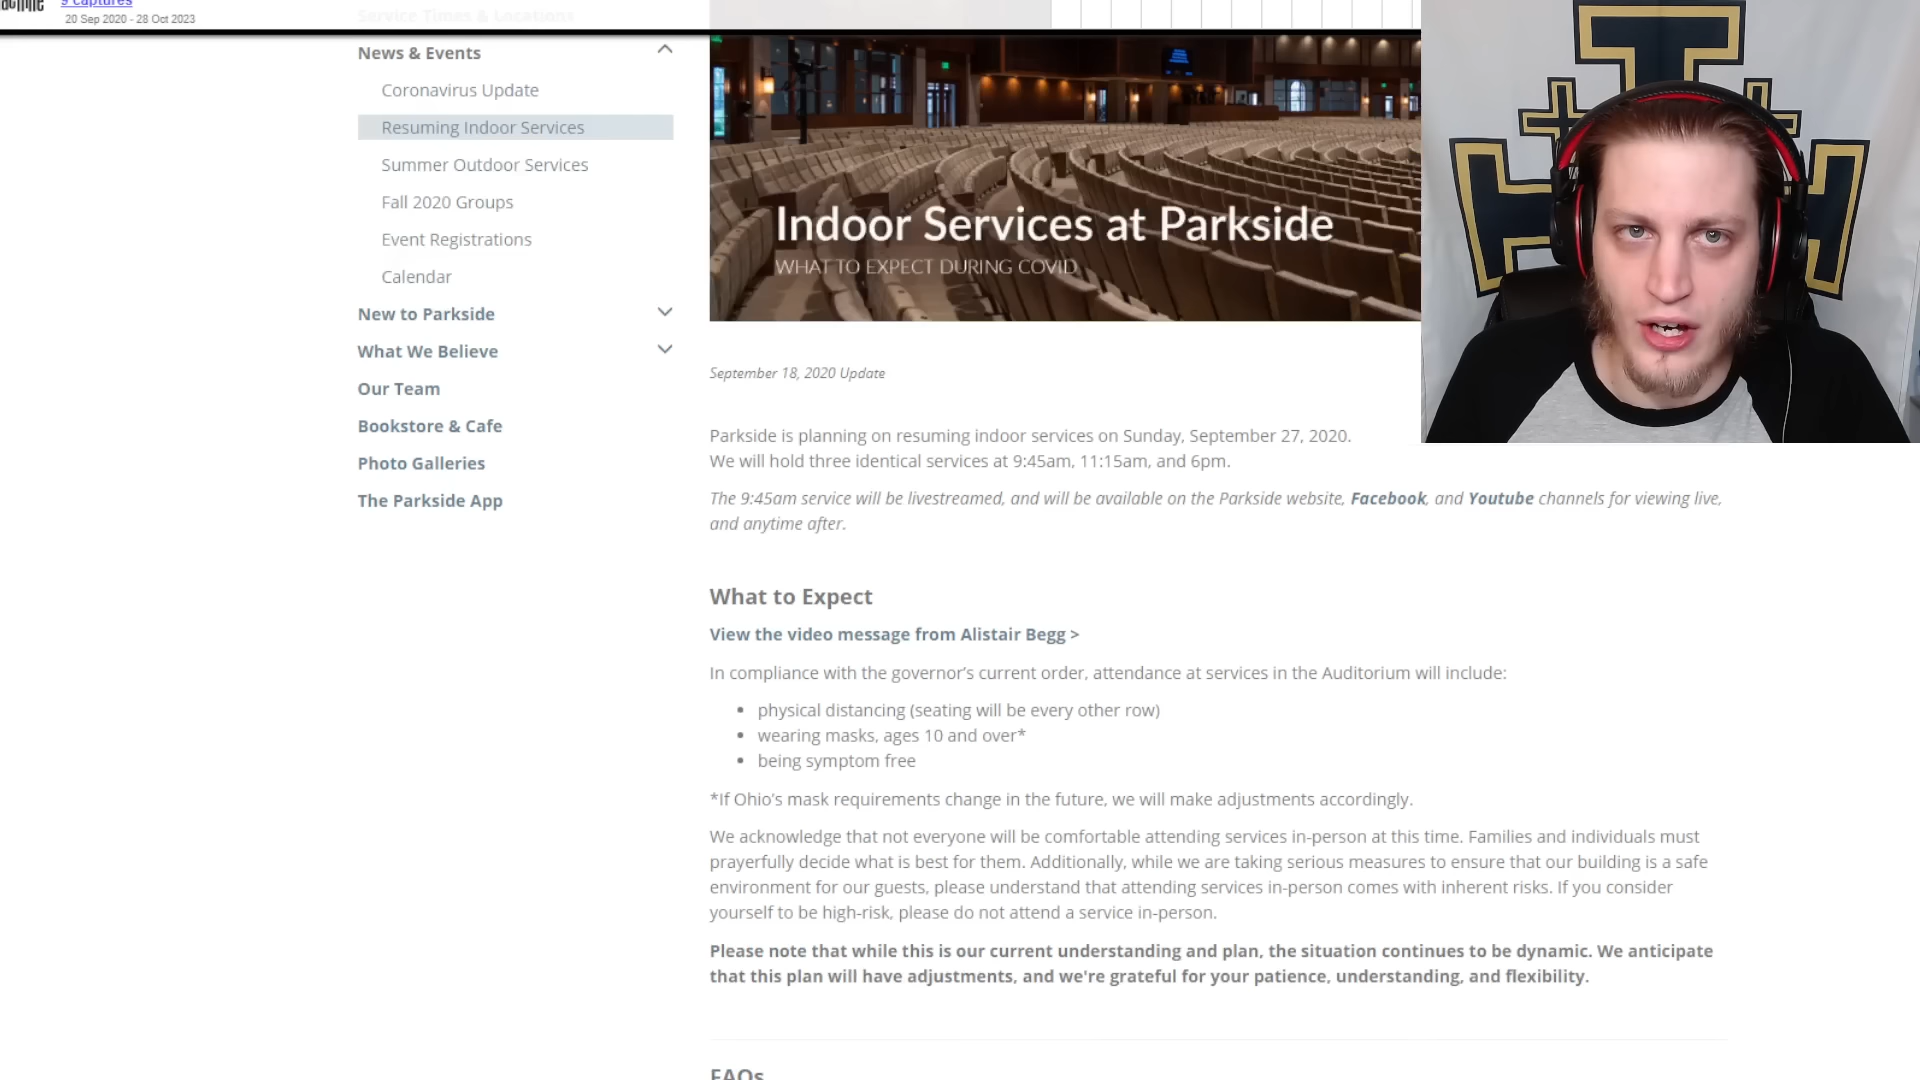 9 captures
20 Sep 2020 - 28 Oct 2023
Service Times & Locations
News & Events
Coronavirus Update
Resuming Indoor Services
Summer Outdoor Services
Fall 2020 Groups
Event Registrations
Calendar
New to Parkside
What We Believe
Our Team
Bookstore & Cafe
Photo Galleries
The Parkside App
Indoor Services at Parkside
WHAT TO EXPECT DURING COVID
September 18, 2020 Update
Parkside is planning on resuming indoor services on Sunday, September 27, 2020.
We will hold three identical services at 9:45am, 11:15am, and 6pm.
The 9:45am service will be livestreamed, and will be available on the Parkside website, Facebook, and Youtube channels for viewing live,
and anytime after.
What to Expect
View the video message from Alistair Begg >
In compliance with the governor's current order, attendance at services in the Auditorium will include:
• physical distancing (seating will be every other row)
• wearing masks, ages 10 and over*
• being symptom free
*If Ohio's mask requirements change in the future, we will make adjustments accordingly.
We acknowledge that not everyone will be comfortable attending services in-person at this time. Families and individuals must
prayerfully decide what is best for them. Additionally, while we are taking serious measures to ensure that our building is a safe
environment for our guests, please understand that attending services in-person comes with inherent risks. If you consider
yourself to be high-risk, please do not attend a service in-person.
Please note that while this is our current understanding and plan, the situation continues to be dynamic. We anticipate
that this plan will have adjustments, and we're grateful for your patience, understanding, and flexibility.
FAQs